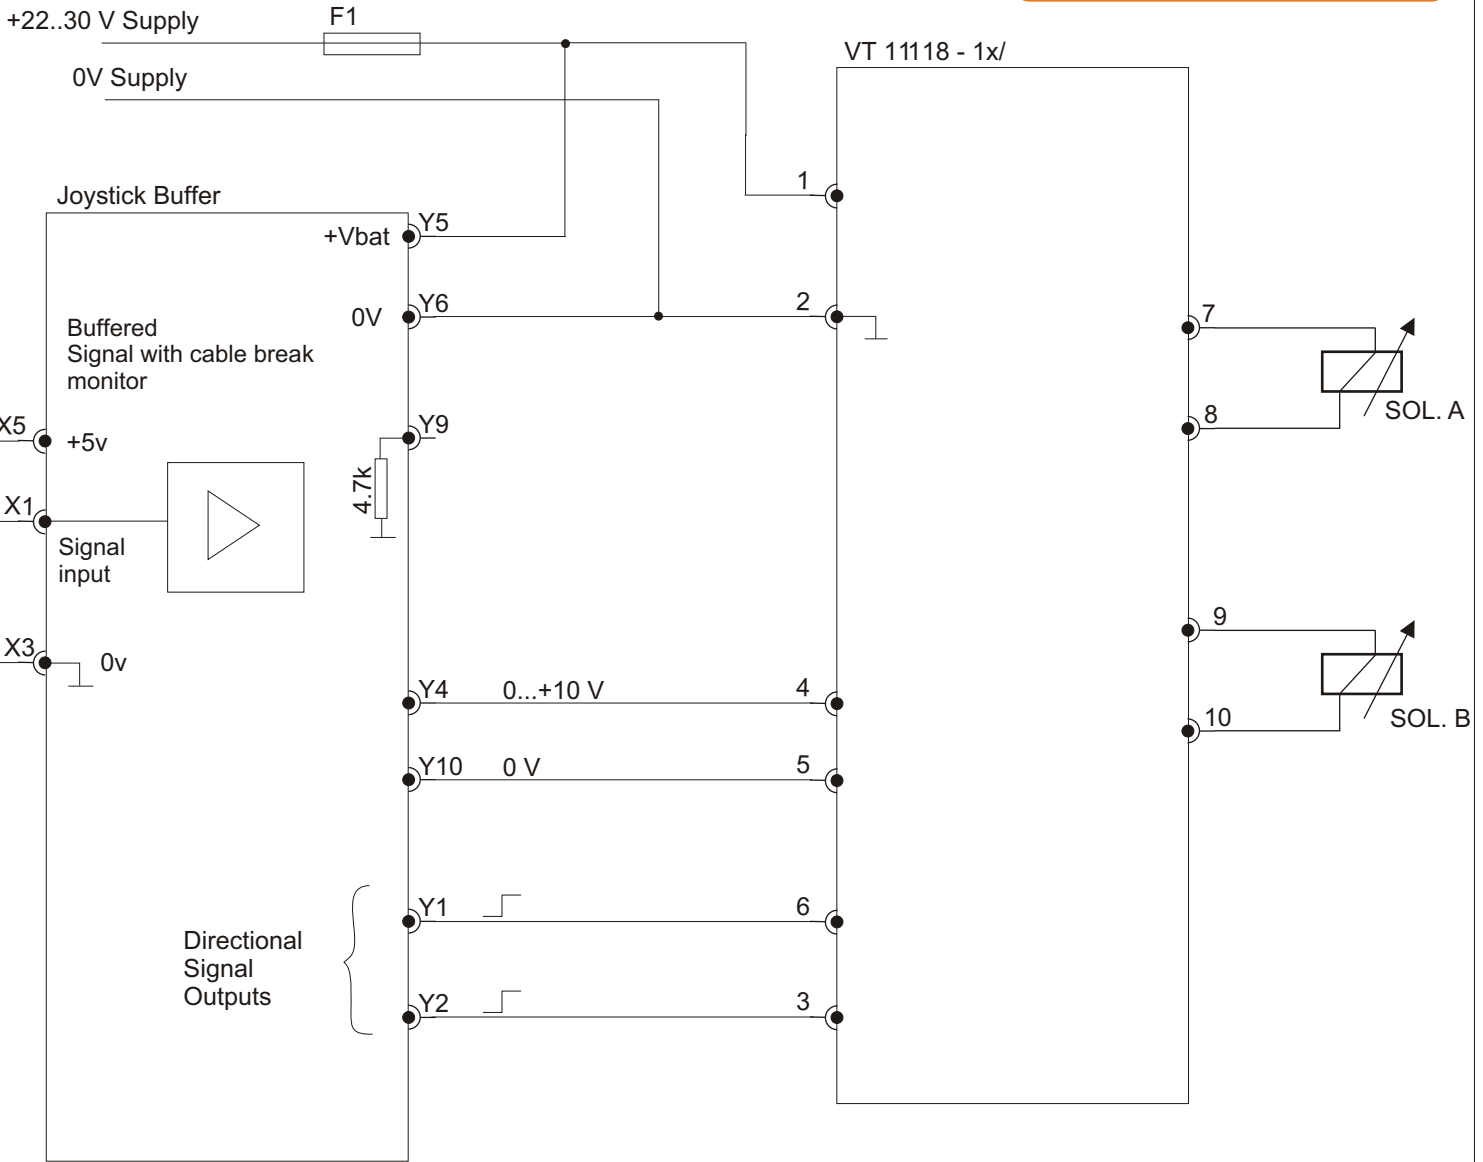 +22..30 V Supply
F1
0V Supply
VT 11118 - 1x/
Joystick Buffer
1
+Vbat
Y5
0V
Y6
2
7
Buffered
Signal with cable break
monitor
8
SOL. A
X5
+5v
Y9
4.7k
X1
Signal
input
9
X3
0v
Y4
0...+10 V
4
10
SOL. B
Y10
0 V
5
Y1
6
Directional
Signal
Outputs
Y2
3